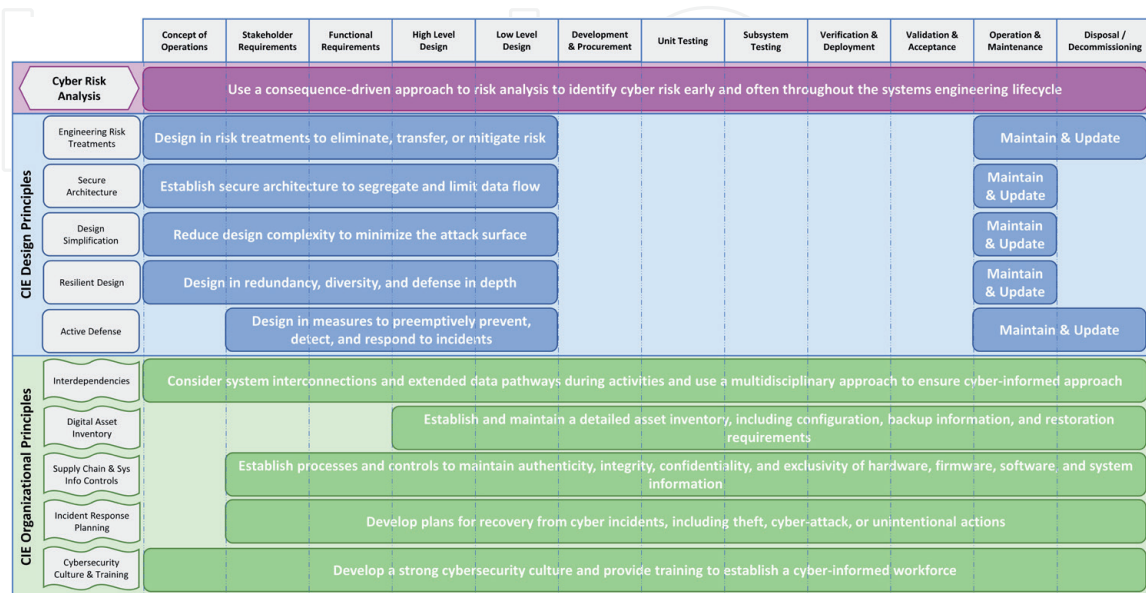 Concept of
Operations
Stakeholder
Requirements
Functional
Requirements
High Level
Design
Low Level
Design
Development
& Procurement
Unit Testing
Subsystem
Testing
Verification &
Deployment
Validation &
Acceptance
Operation &
Maintenance
Disposal /
Decommissioning
Cyber Risk
Analysis
Use a consequence-driven approach to risk analysis to identify cyber risk early and often throughout the systems engineering lifecycle
CIE Design Principles
Engineering Risk
Treatments
Design in risk treatments to eliminate, transfer, or mitigate risk
Maintain & Update
Secure
Architecture
Establish secure architecture to segregate and limit data flow
Maintain
& Update
Design
Simplification
Reduce design complexity to minimize the attack surface
Maintain
& Update
Resilient Design
Design in redundancy, diversity, and defense in depth
Maintain
& Update
Active Defense
Design in measures to preemptively prevent,
detect, and respond to incidents
Maintain & Update
CIE Organizational Principles
Interdependencies
Consider system interconnections and extended data pathways during activities and use a multidisciplinary approach to ensure cyber-informed approach
Digital Asset
Inventory
Establish and maintain a detailed asset inventory, including configuration, backup information, and restoration
requirements
Supply Chain & Sys
Info Controls
Establish processes and controls to maintain authenticity, integrity, confidentiality, and exclusivity of hardware, firmware, software, and system
information
Incident Response
Planning
Develop plans for recovery from cyber incidents, including theft, cyber-attack, or unintentional actions
Cybersecurity
Culture & Training
Develop a strong cybersecurity culture and provide training to establish a cyber-informed workforce